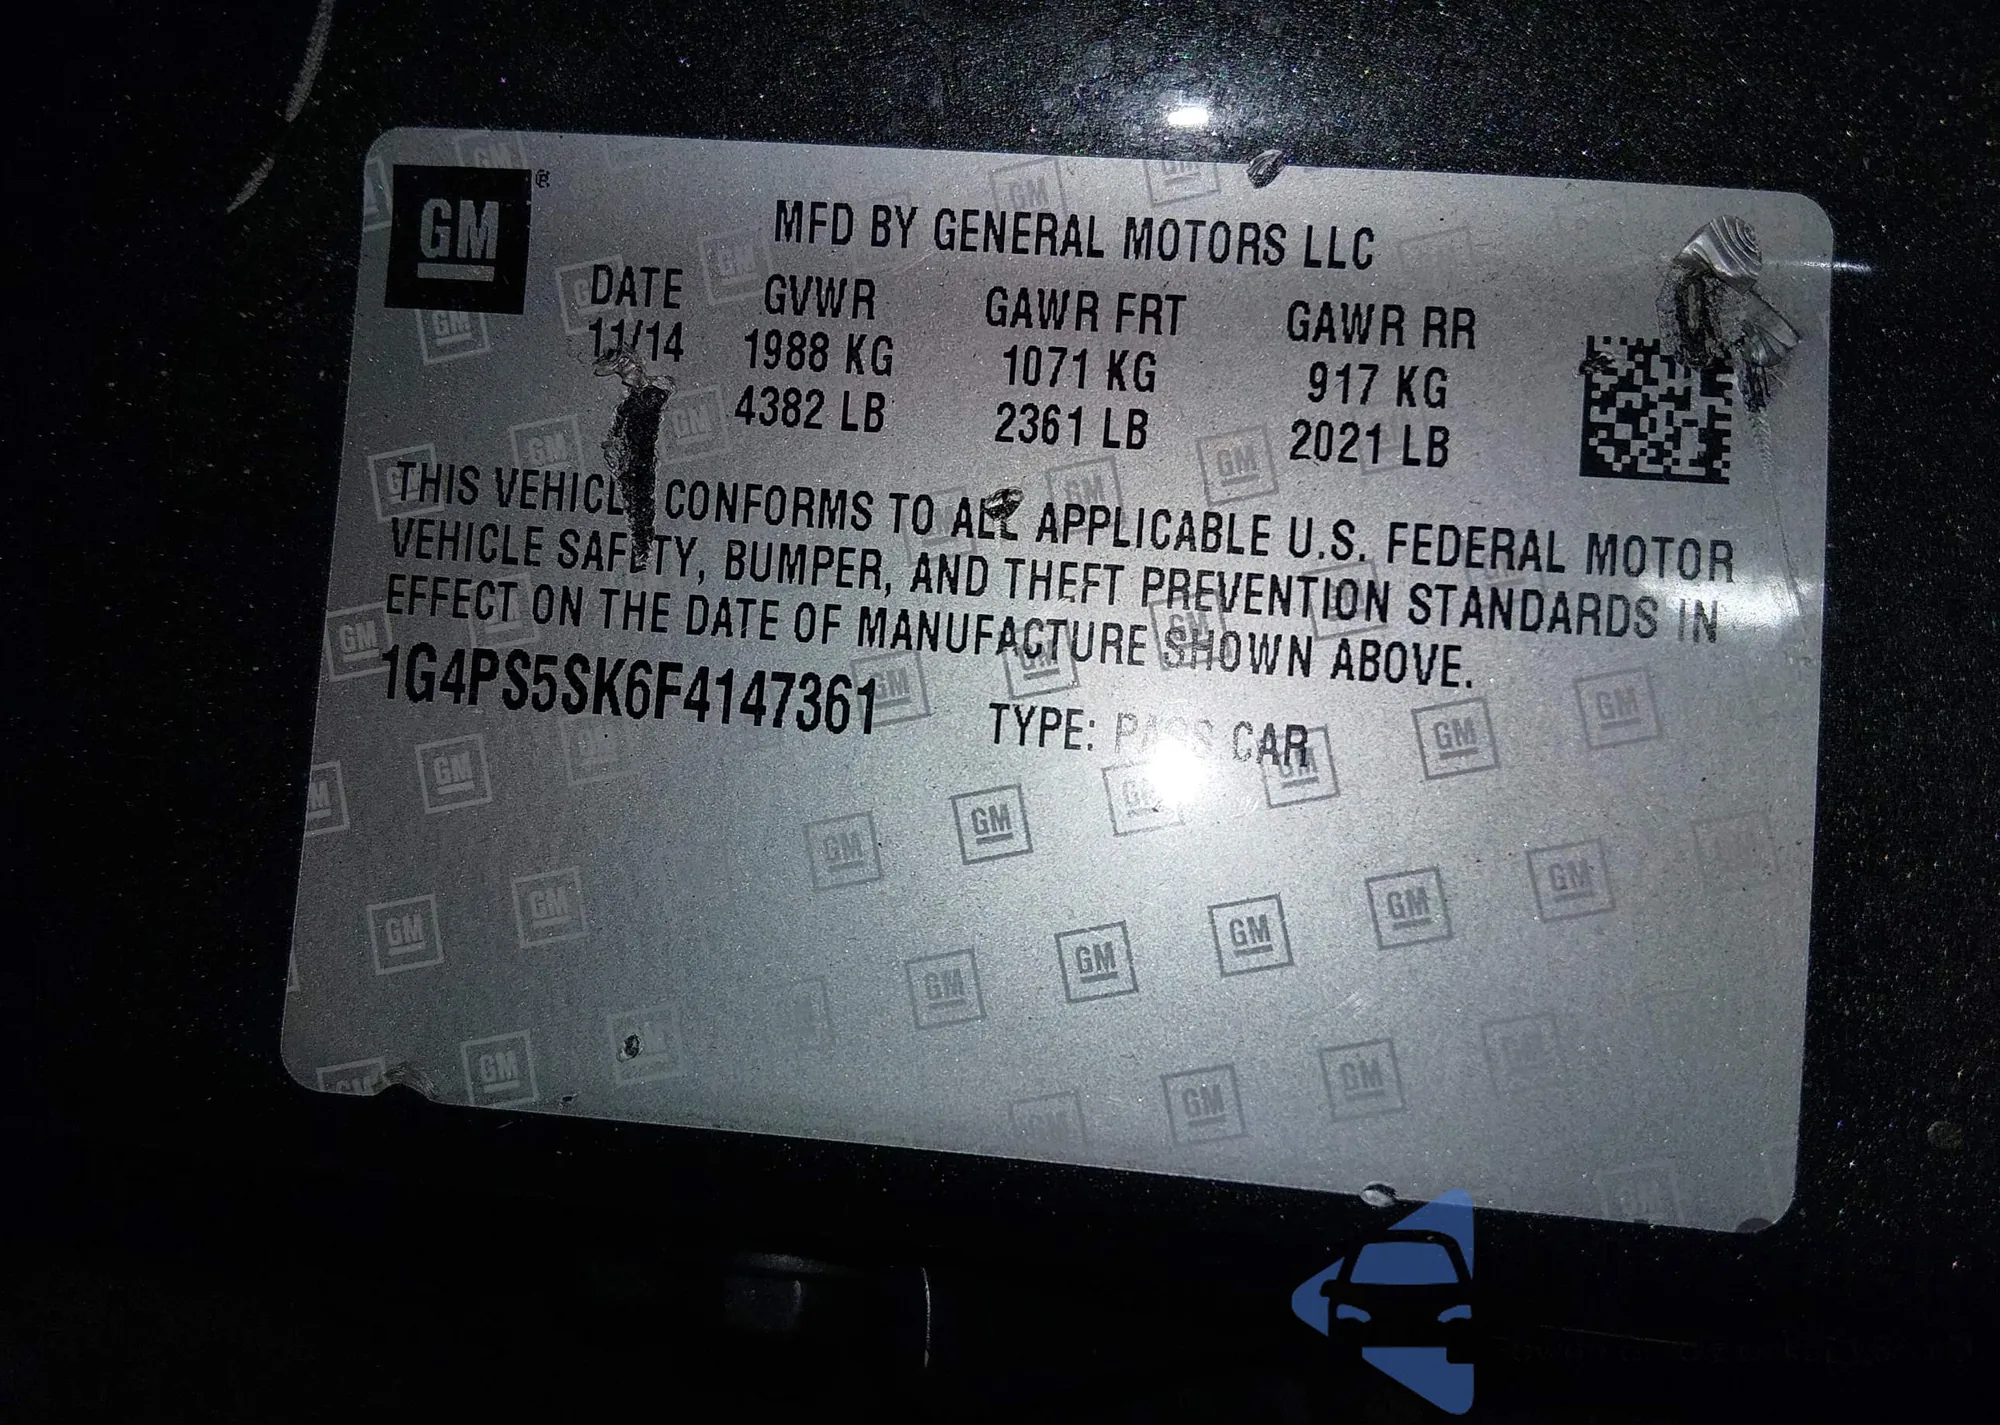 GM ®
MFD BY GENERAL MOTORS LLC
DATE GVWR GAWR FRT GAWR RR
11/14 1988 KG 1071 KG 917 KG
4382 LB 2361 LB 2021 LB
THIS VEHICLE CONFORMS TO ALL APPLICABLE U.S. FEDERAL MOTOR
VEHICLE SAFETY, BUMPER, AND THEFT PREVENTION STANDARDS IN
EFFECT ON THE DATE OF MANUFACTURE SHOWN ABOVE.
1G4PS5SK6F4147361 TYPE: PASS CAR